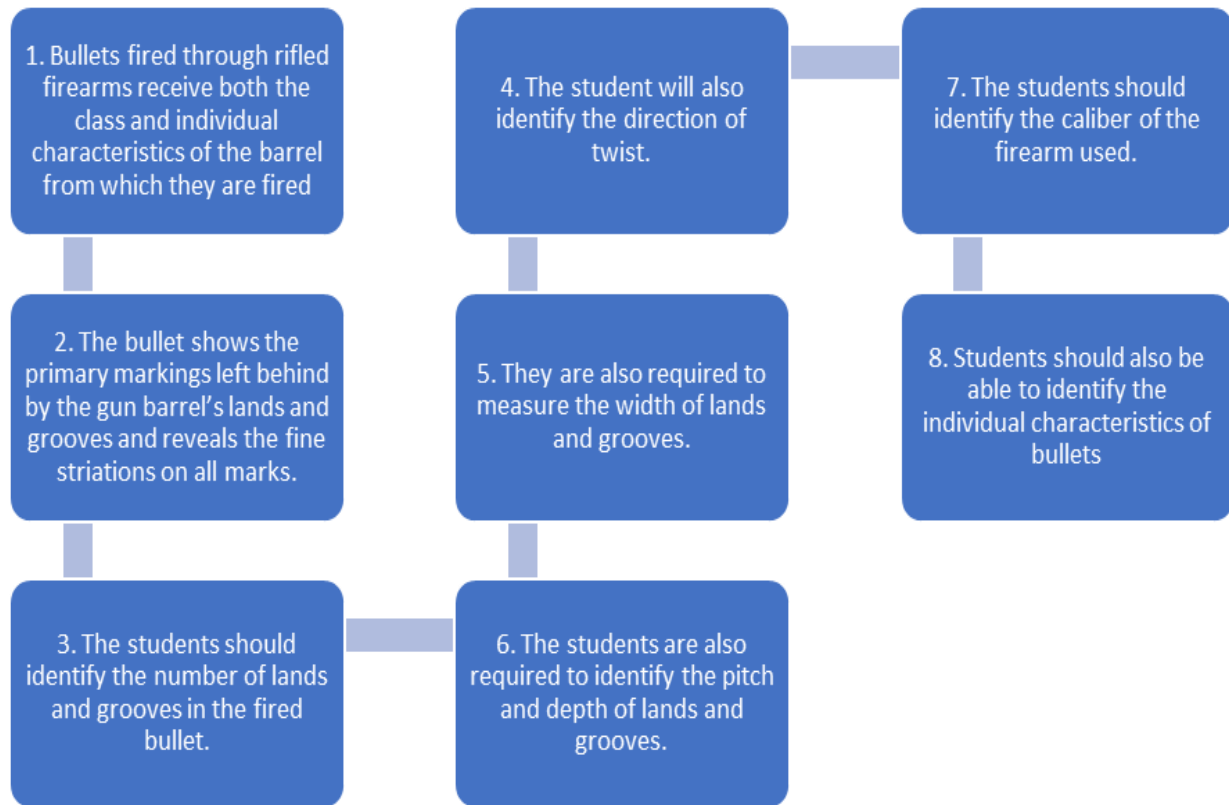 1. Bullets fired through rifled
firearms receive both the
class and individual
characteristics of the barrel
from which they are fired
2. The bullet shows the
primary markings left behind
by the gun barrel's lands and
grooves and reveals the fine
striations on all marks.
3. The students should
identify the number of lands
and grooves in the fired
bullet.
4. The student will also
identify the direction of
twist.
5. They are also required to
measure the width of lands
and grooves.
6. The students are also
required to identify the pitch
and depth of lands and
grooves.
7. The students should
identify the caliber of the
firearm used.
8. Students should also be
able to identify the
individual characteristics of
bullets